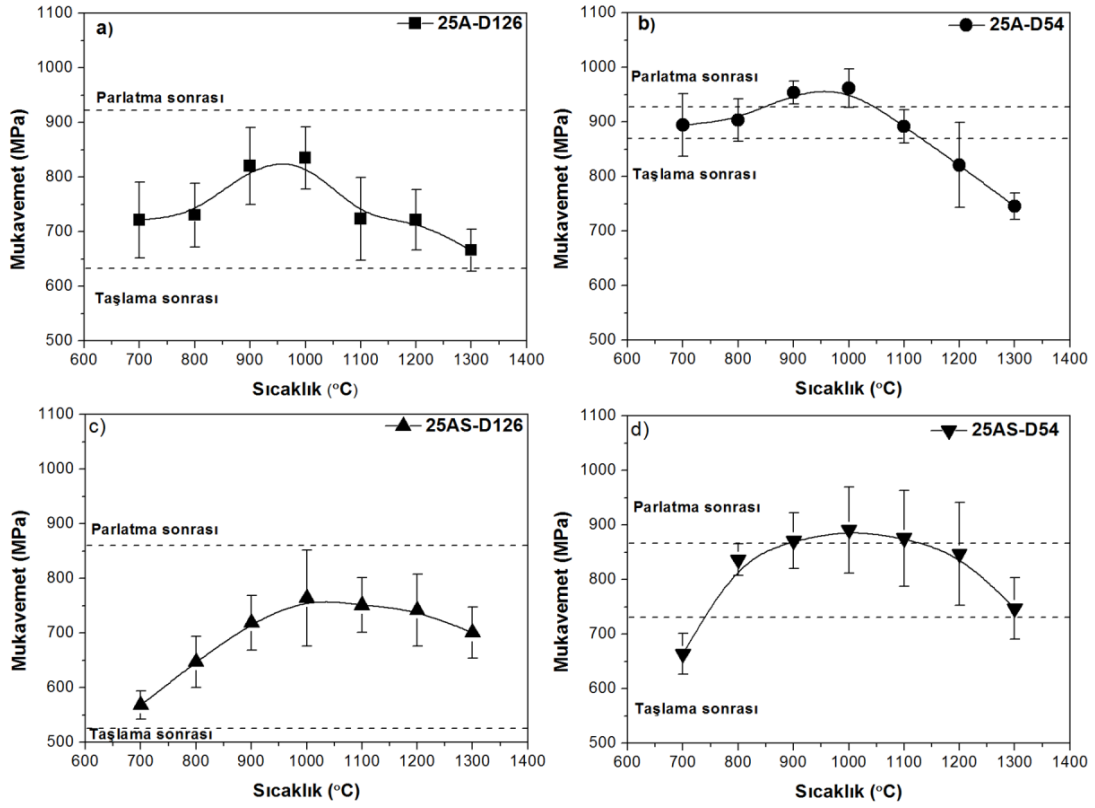 a)
25A-D126
Parlatma sonrası
Taşlama sonrası
Mukavemet (MPa)
1100
1000
900
800
700
600
500
600 700 800 900 1000 1100 1200 1300 1400
Sıcaklık (°C)
b)
25A-D54
Parlatma sonrası
Taşlama sonrası
Mukavemet (MPa)
1100
1000
900
800
700
600
500
600 700 800 900 1000 1100 1200 1300 1400
Sıcaklık (°C)
c)
25AS-D126
Parlatma sonrası
Taşlama sonrası
Mukavemet (MPa)
1100
1000
900
800
700
600
500
600 700 800 900 1000 1100 1200 1300 1400
Sıcaklık (°C)
d)
25AS-D54
Parlatma sonrası
Taşlama sonrası
Mukavemet (MPa)
1100
1000
900
800
700
600
500
600 700 800 900 1000 1100 1200 1300 1400
Sıcaklık (°C)